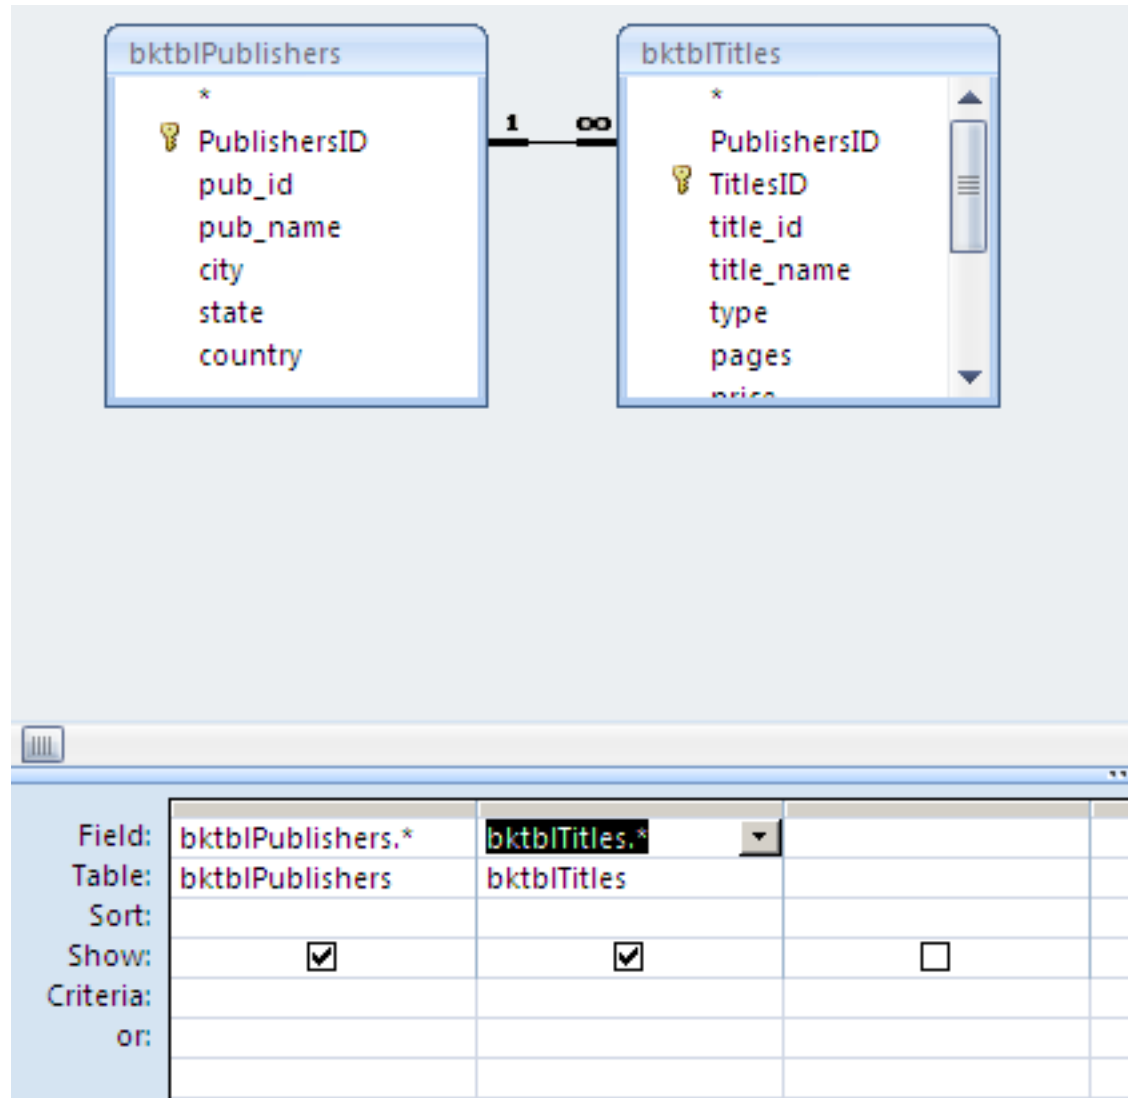 bktblPublishers
*
PublishersID
pub_id
pub_name
city
state
country
1 ∞
bktblTitles
*
PublishersID
TitlesID
title_id
title_name
type
pages
price
Field: bktblPublishers.* bktblTitles.*
Table: bktblPublishers bktblTitles
Sort:
Show:
Criteria:
or: